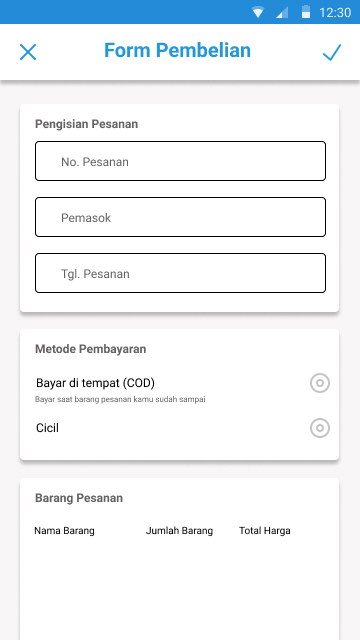 12:30
Form Pembelian
Pengisian Pesanan
No. Pesanan
Pemasok
Tgl. Pesanan
Metode Pembayaran
Bayar di tempat (COD)
Bayar saat barang pesanan kamu sudah sampai
Cicil
Barang Pesanan
Nama Barang Jumlah Barang Total Harga